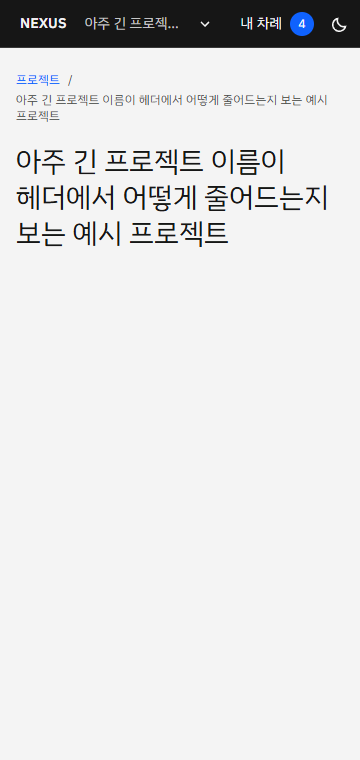 NEXUS 아주 긴 프로젝... 내 차례 4
프로젝트 /
아주 긴 프로젝트 이름이 헤더에서 어떻게 줄어드는지 보는 예시
프로젝트
아주 긴 프로젝트 이름이
헤더에서 어떻게 줄어드는지
보는 예시 프로젝트